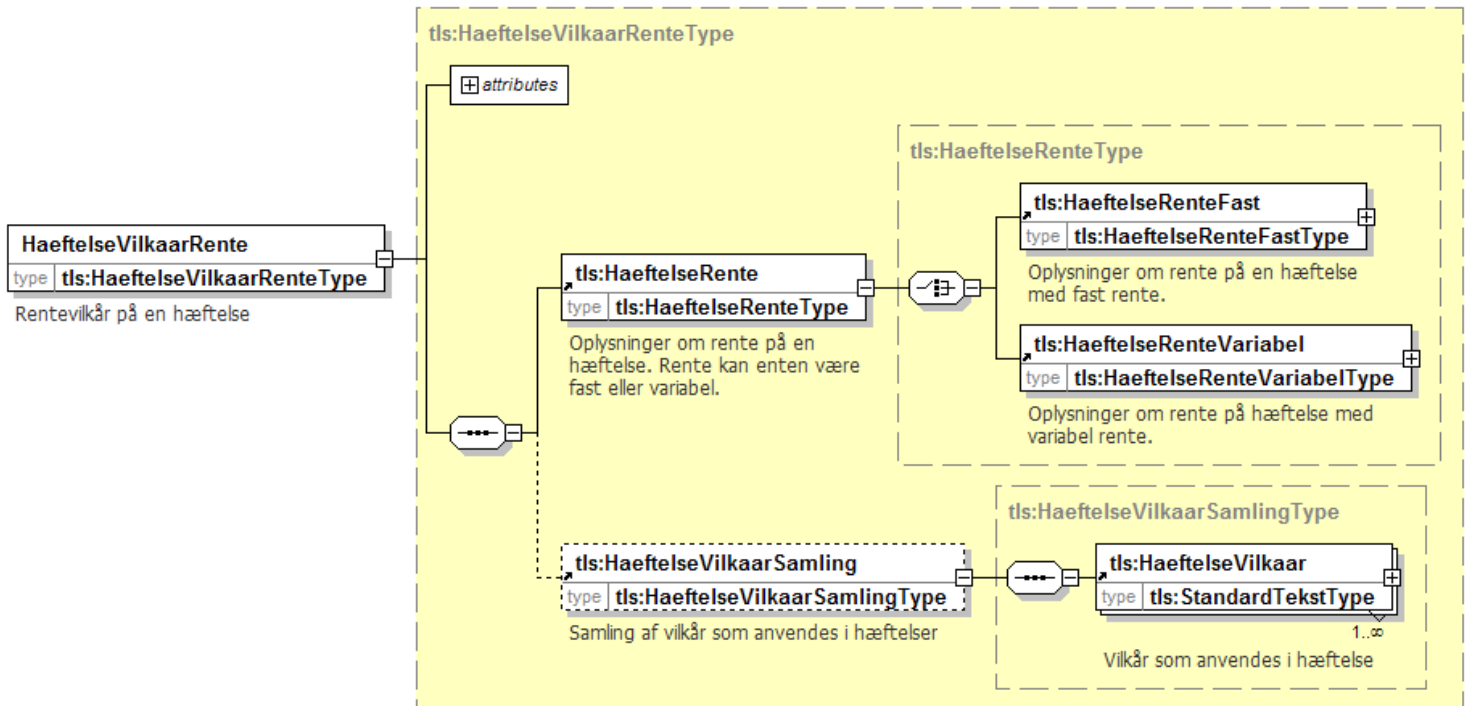 tls:HaeftelseVilkaarRenteType
attributes
tls:HaeftelseRenteType
tls:HaeftelseRenteFast
type tls:HaeftelseRenteFastType
Oplysninger om rente på en hæftelse
med fast rente.
HaeftelseVilkaarRente
type tls:HaeftelseVilkaarRenteType
Rentevilkår på en hæftelse
tls:HaeftelseRente
type tls:HaeftelseRenteType
Oplysninger om rente på en
hæftelse. Rente kan enten være
fast eller variabel.
tls:HaeftelseRenteVariabel
type tls:HaeftelseRenteVariabelType
Oplysninger om rente på hæftelse med
variabel rente.
tls:HaeftelseVilkaarSamlingType
tls:HaeftelseVilkaarSamling
type tls:HaeftelseVilkaarSamlingType
Samling af vilkår som anvendes i hæftelser
tls:HaeftelseVilkaar
type tls:StandardTekstType
1..∞
Vilkår som anvendes i hæftelse